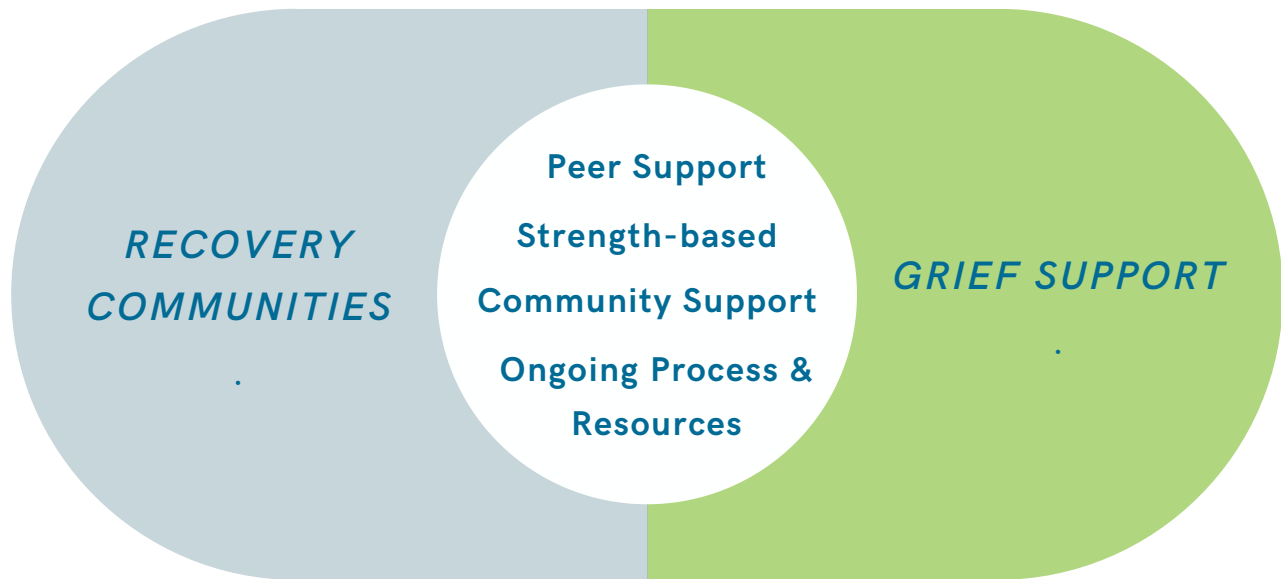 RECOVERY
COMMUNITIES
.
Peer Support
Strength-based
Community Support
Ongoing Process &
Resources
GRIEF SUPPORT
.